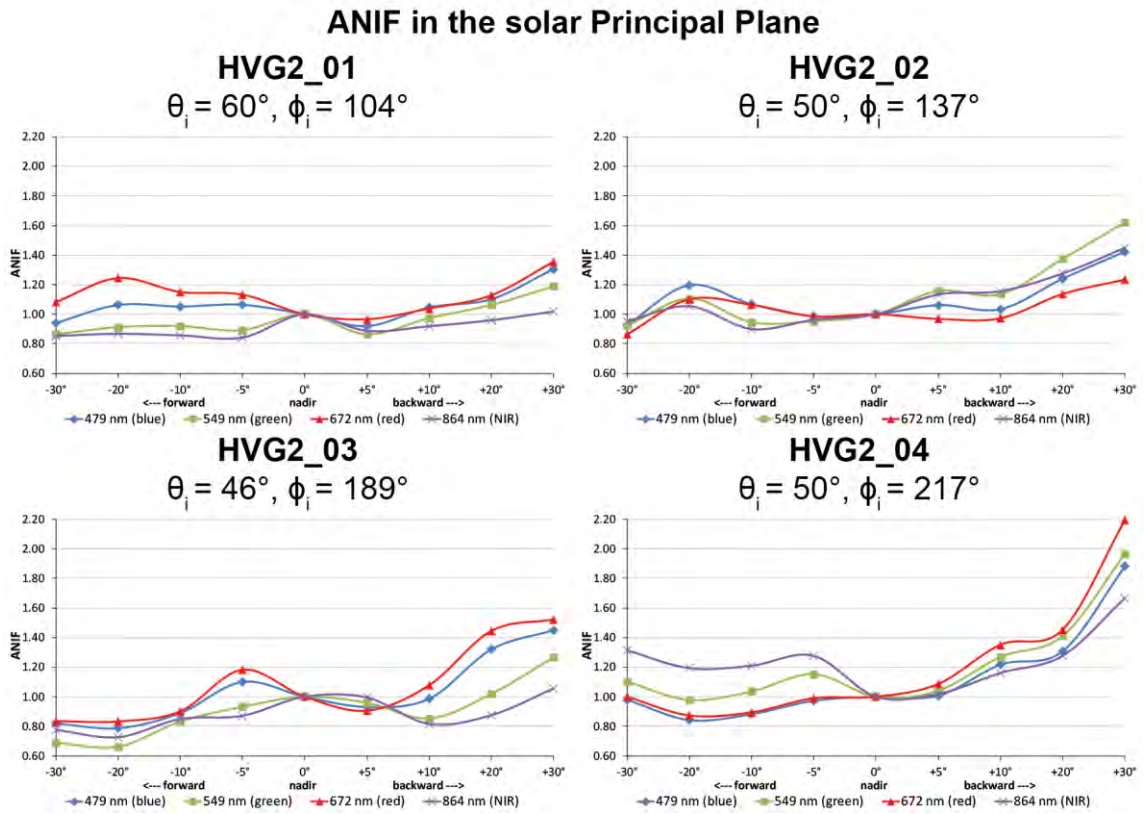 ANIF in the solar Principal Plane
HVG2_01
θi = 60°, ϕi = 104°
2.20
2.00
1.80
1.60
1.40
1.20
1.00
0.80
0.60
ANIF
-30° -20° -10° -5° 0° +5° +10° +20° +30°
<--- forward nadir backward --->
479 nm (blue) 549 nm (green) 672 nm (red) 864 nm (NIR)
HVG2_02
θi = 50°, ϕi = 137°
2.20
2.00
1.80
1.60
1.40
1.20
1.00
0.80
0.60
ANIF
-30° -20° -10° -5° 0° +5° +10° +20° +30°
<--- forward nadir backward --->
479 nm (blue) 549 nm (green) 672 nm (red) 864 nm (NIR)
HVG2_03
θi = 46°, ϕi = 189°
2.20
2.00
1.80
1.60
1.40
1.20
1.00
0.80
0.60
ANIF
-30° -20° -10° -5° 0° +5° +10° +20° +30°
<--- forward nadir backward --->
479 nm (blue) 549 nm (green) 672 nm (red) 864 nm (NIR)
HVG2_04
θi = 50°, ϕi = 217°
2.20
2.00
1.80
1.60
1.40
1.20
1.00
0.80
0.60
ANIF
-30° -20° -10° -5° 0° +5° +10° +20° +30°
<--- forward nadir backward --->
479 nm (blue) 549 nm (green) 672 nm (red) 864 nm (NIR)